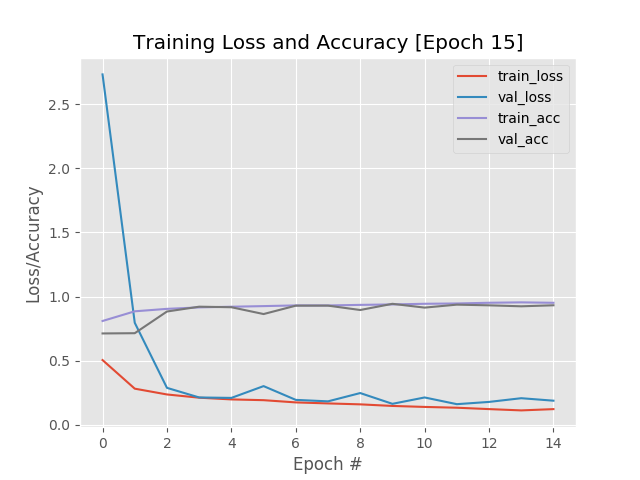 Training Loss and Accuracy [Epoch 15]
train_loss
val_loss
train_acc
val_acc
2.5
2.0
1.5
1.0
0.5
0.0
Loss/Accuracy
0 2 4 6 8 10 12 14
Epoch #